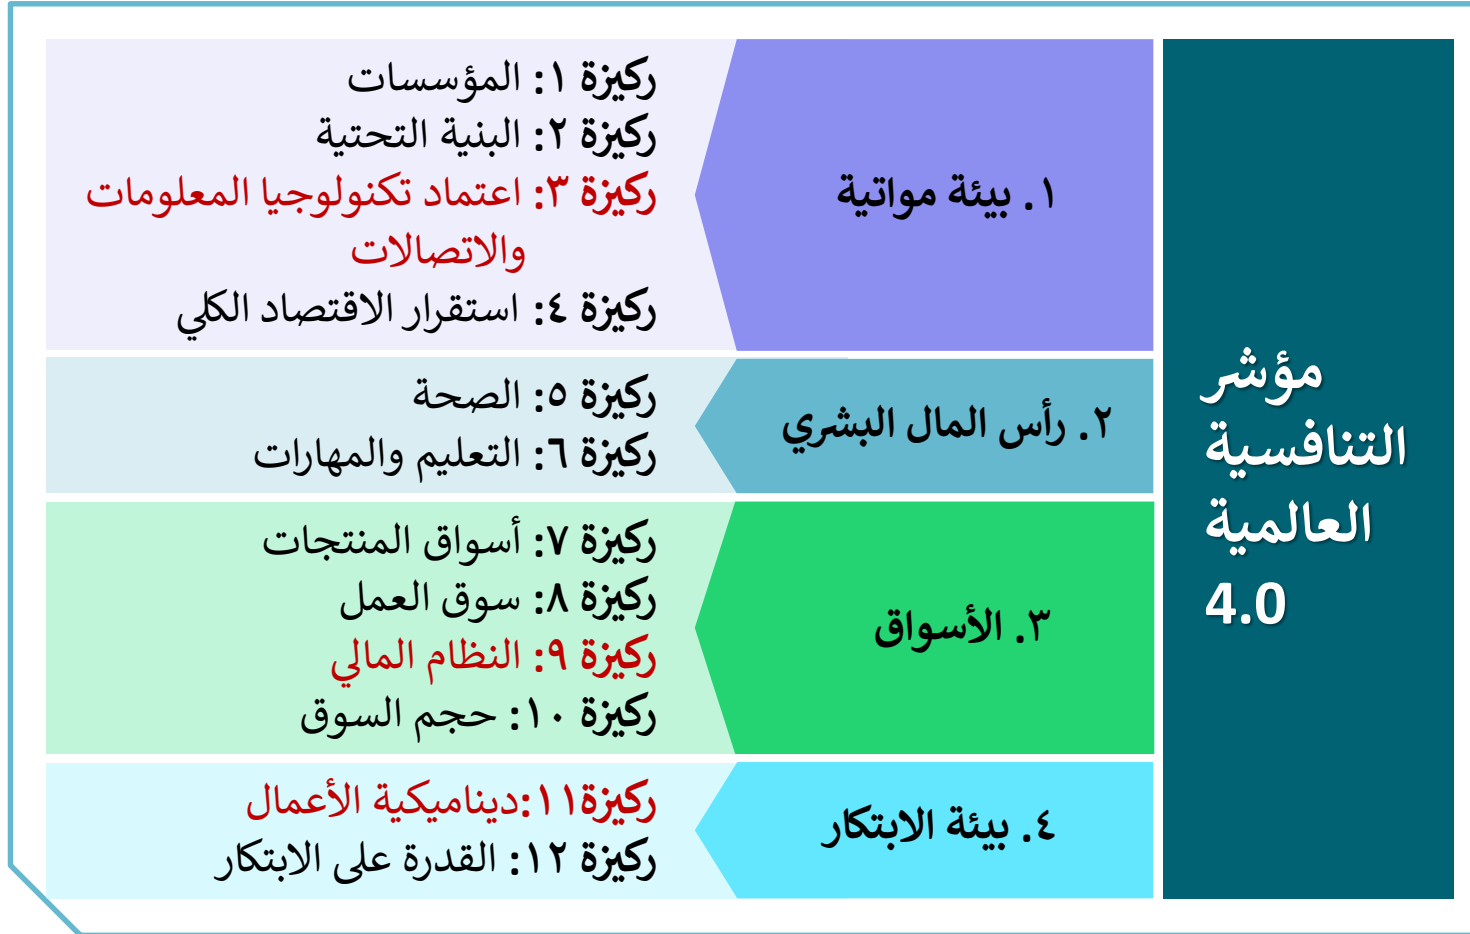 مؤشر
التنافسية
العالمية
4.0
١. بيئة مواتية
ركيزة ١: المؤسسات
ركيزة ٢: البنية التحتية
ركيزة ٣: اعتماد تكنولوجيا المعلومات
والاتصالات
ركيزة ٤: استقرار الاقتصاد الكلي
٢. رأس المال البشري
ركيزة ٥: الصحة
ركيزة ٦: التعليم والمهارات
٣. الأسواق
ركيزة ٧: أسواق المنتجات
ركيزة ٨: سوق العمل
ركيزة ٩: النظام المالي
ركيزة ١٠: حجم السوق
٤. بيئة الابتكار
ركيزة١١:ديناميكية الأعمال
ركيزة ١٢: القدرة على الابتكار